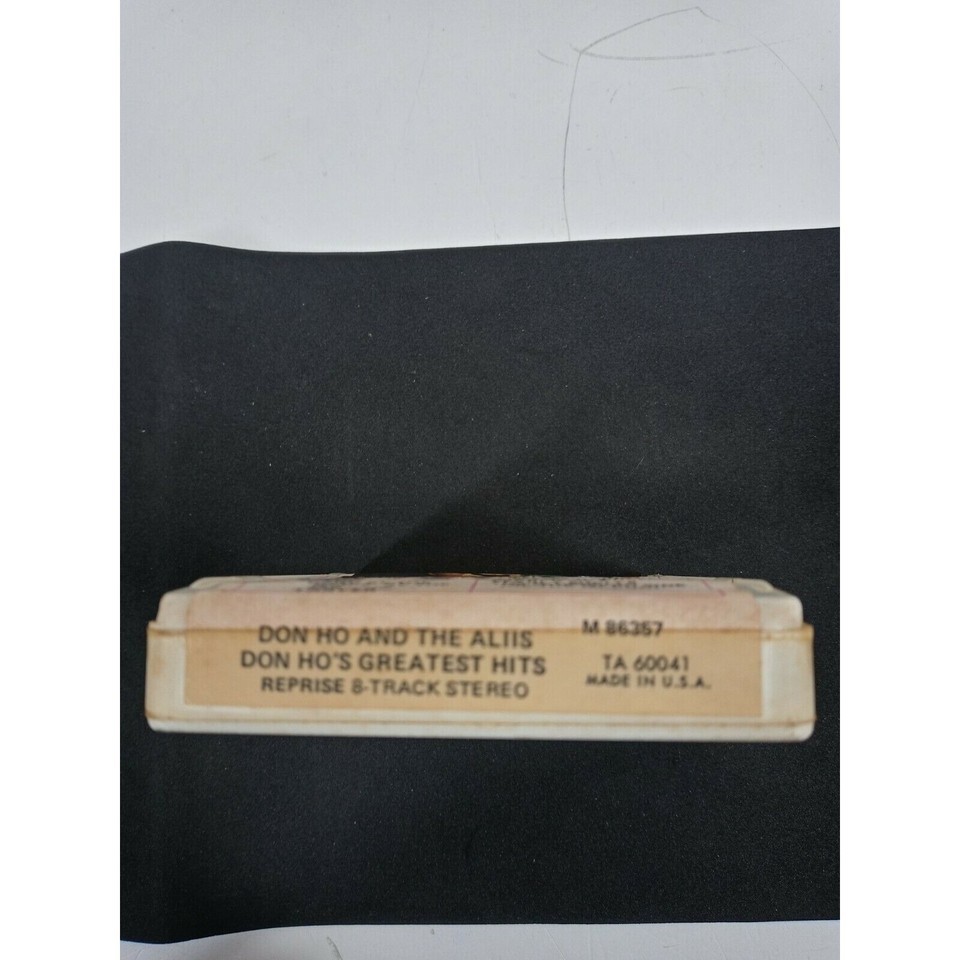 DON HO AND THE ALIIS
DON HO'S GREATEST HITS
REPRISE 8-TRACK STEREO
M 86357
TA 60041
MADE IN U.S.A.